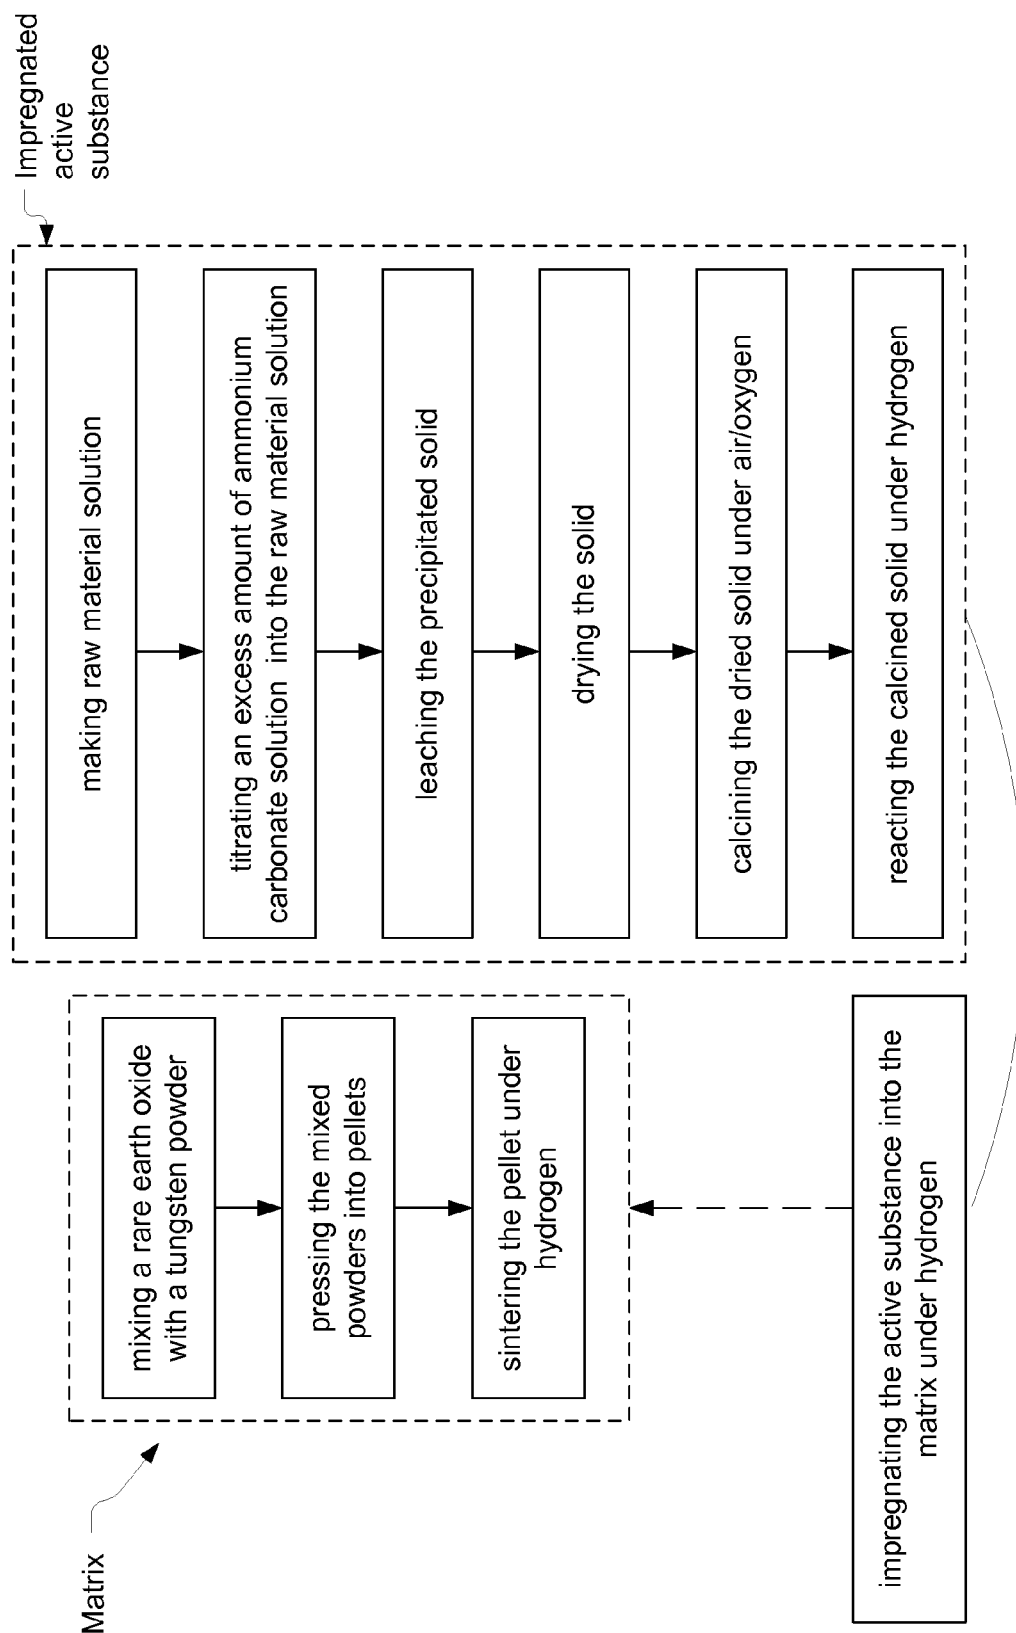 Matrix
mixing a rare earth oxide
with a tungsten powder
pressing the mixed
powders into pellets
sintering the pellet under
hydrogen
impregnating the active substance into the
matrix under hydrogen
Impregnated
active
substance
making raw material solution
titrating an excess amount of ammonium
carbonate solution into the raw material solution
leaching the precipitated solid
drying the solid
calcining the dried solid under air/oxygen
reacting the calcined solid under hydrogen